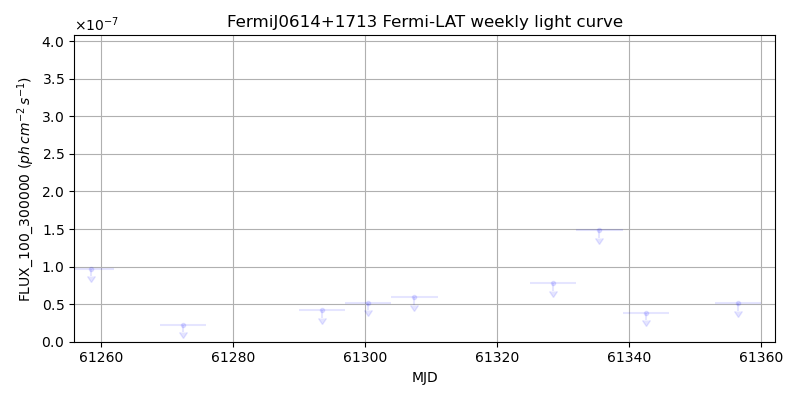 FermiJ0614+1713 Fermi-LAT weekly light curve
×10⁻⁷
4.0
3.5
3.0
2.5
2.0
1.5
1.0
0.5
0.0
FLUX_100_300000 (ph cm⁻² s⁻¹)
61260 61280 61300 61320 61340 61360
MJD